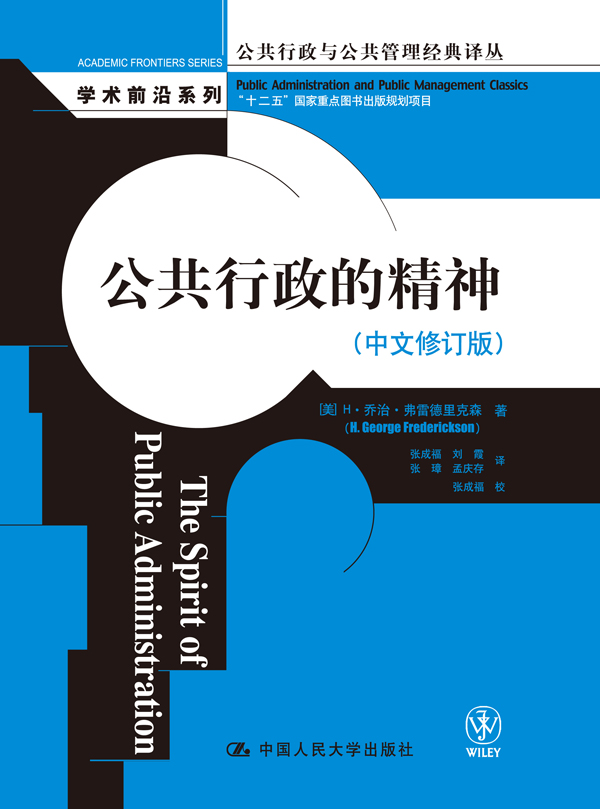 公共行政与公共管理经典译丛
ACADEMIC FRONTIERS SERIES
Public Administration and Public Management Classics
学术前沿系列
“十二五”国家重点图书出版规划项目
公共行政的精神
（中文修订版）
[美] H·乔治·弗雷德里克森 著
(H. George Frederickson)
张成福 刘 霞
张 璋 孟庆存 译
张成福 校
The Spirit of
Public Administration
中国人民大学出版社
WILEY